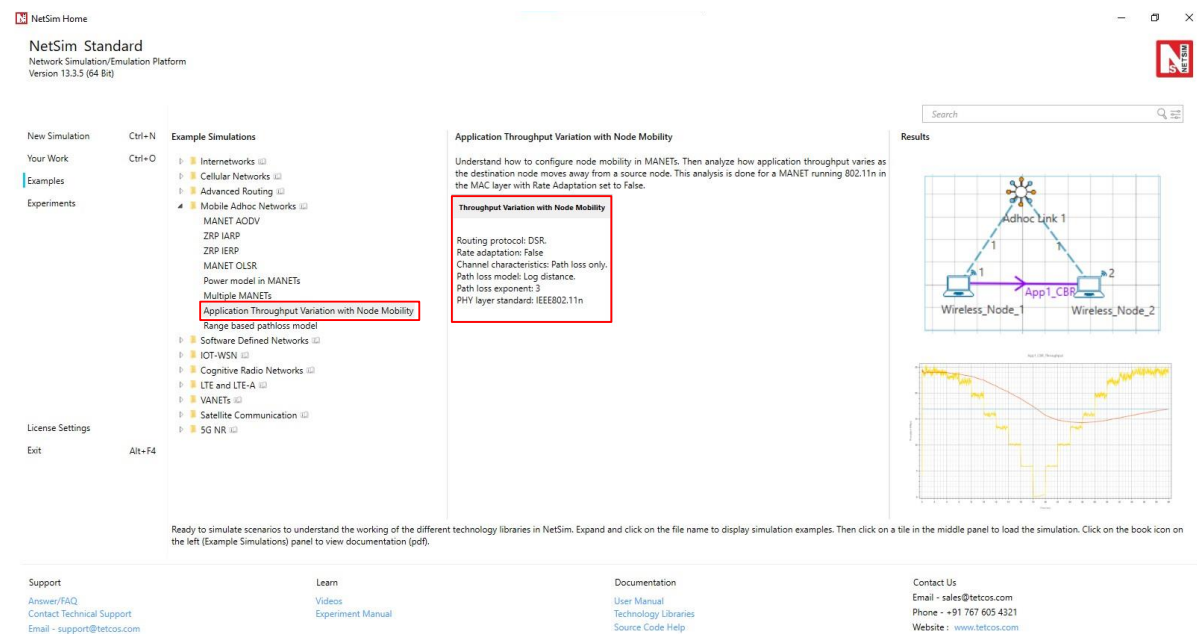 NetSim Home
NetSim Standard
Network Simulation/Emulation Platform
Version 13.3.5 (64 Bit)
NETSIM
Search
New Simulation Ctrl+N
Your Work Ctrl+O
Examples
Experiments
License Settings
Exit Alt+F4
Example Simulations
Internetworks
Cellular Networks
Advanced Routing
Mobile Adhoc Networks
MANET AODV
ZRP IARP
ZRP IERP
MANET OLSR
Power model in MANETs
Multiple MANETs
Application Throughput Variation with Node Mobility
Range based pathloss model
Software Defined Networks
IOT-WSN
Cognitive Radio Networks
LTE and LTE-A
VANETs
Satellite Communication
5G NR
Application Throughput Variation with Node Mobility
Understand how to configure node mobility in MANETs. Then analyze how application throughput varies as
the destination node moves away from a source node. This analysis is done for a MANET running 802.11n in
the MAC layer with Rate Adaptation set to False.
Throughput Variation with Node Mobility
Routing protocol: DSR.
Rate adaptation: False
Channel characteristics: Path loss only.
Path loss model: Log distance.
Path loss exponent: 3
PHY layer standard: IEEE802.11n
Results
Adhoc Link 1
1 1
1 2
App1_CBR
Wireless_Node_1 Wireless_Node_2
Ready to simulate scenarios to understand the working of the different technology libraries in NetSim. Expand and click on the file name to display simulation examples. Then click on a tile in the middle panel to load the simulation. Click on the book icon on
the left (Example Simulations) panel to view documentation (pdf).
Support
Answer/FAQ
Contact Technical Support
Email - support@tetcos.com
Learn
Videos
Experiment Manual
Documentation
User Manual
Technology Libraries
Source Code Help
Contact Us
Email - sales@tetcos.com
Phone - +91 767 605 4321
Website : www.tetcos.com